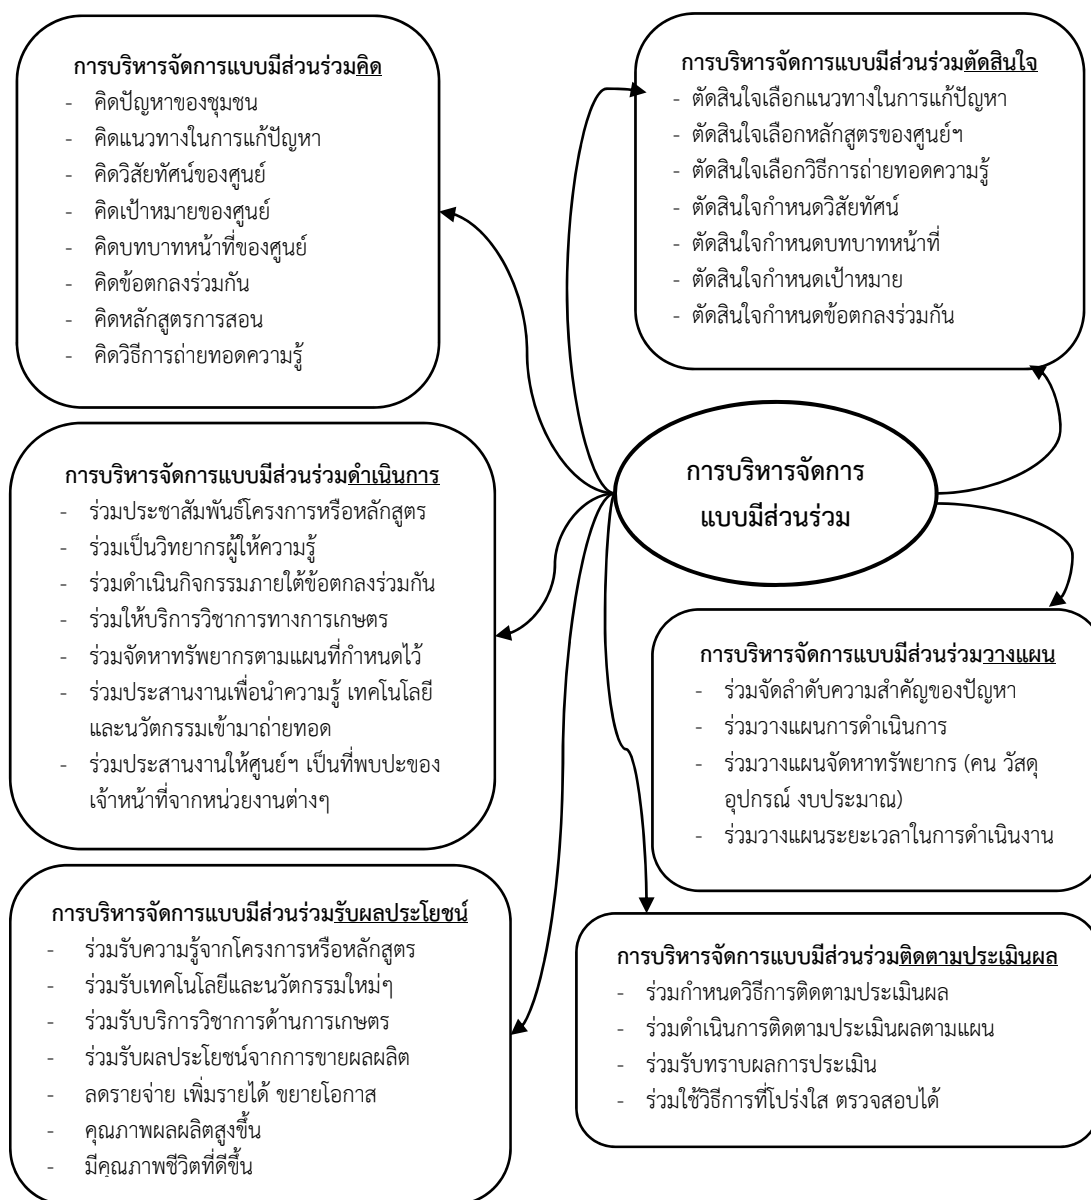 การบริหารจัดการแบบมีส่วนร่วมคิด
- คิดปัญหาของชุมชน
- คิดแนวทางในการแก้ปัญหา
- คิดวิสัยทัศน์ของศูนย์
- คิดเป้าหมายของศูนย์
- คิดบทบาทหน้าที่ของศูนย์
- คิดข้อตกลงร่วมกัน
- คิดหลักสูตรการสอน
- คิดวิธีการถ่ายทอดความรู้
การบริหารจัดการแบบมีส่วนร่วมตัดสินใจ
- ตัดสินใจเลือกแนวทางในการแก้ปัญหา
- ตัดสินใจเลือกหลักสูตรของศูนย์ฯ
- ตัดสินใจเลือกวิธีการถ่ายทอดความรู้
- ตัดสินใจกำหนดวิสัยทัศน์
- ตัดสินใจกำหนดบทบาทหน้าที่
- ตัดสินใจกำหนดเป้าหมาย
- ตัดสินใจกำหนดข้อตกลงร่วมกัน
การบริหารจัดการ
แบบมีส่วนร่วม
การบริหารจัดการแบบมีส่วนร่วมดำเนินการ
- ร่วมประชาสัมพันธ์โครงการหรือหลักสูตร
- ร่วมเป็นวิทยากรผู้ให้ความรู้
- ร่วมดำเนินกิจกรรมภายใต้ข้อตกลงร่วมกัน
- ร่วมให้บริการวิชาการทางการเกษตร
- ร่วมจัดหาทรัพยากรตามแผนที่กำหนดไว้
- ร่วมประสานงานเพื่อนำความรู้ เทคโนโลยี
และนวัตกรรมเข้ามาถ่ายทอด
- ร่วมประสานงานให้ศูนย์ฯ เป็นที่พบปะของ
เจ้าหน้าที่จากหน่วยงานต่างๆ
การบริหารจัดการแบบมีส่วนร่วมวางแผน
- ร่วมจัดลำดับความสำคัญของปัญหา
- ร่วมวางแผนการดำเนินการ
- ร่วมวางแผนจัดหาทรัพยากร (คน วัสดุ
อุปกรณ์ งบประมาณ)
- ร่วมวางแผนระยะเวลาในการดำเนินงาน
การบริหารจัดการแบบมีส่วนร่วมรับผลประโยชน์
- ร่วมรับความรู้จากโครงการหรือหลักสูตร
- ร่วมรับเทคโนโลยีและนวัตกรรมใหม่ๆ
- ร่วมรับบริการวิชาการด้านการเกษตร
- ร่วมรับผลประโยชน์จากการขายผลผลิต
- ลดรายจ่าย เพิ่มรายได้ ขยายโอกาส
- คุณภาพผลผลิตสูงขึ้น
- มีคุณภาพชีวิตที่ดีขึ้น
การบริหารจัดการแบบมีส่วนร่วมติดตามประเมินผล
- ร่วมกำหนดวิธีการติดตามประเมินผล
- ร่วมดำเนินการติดตามประเมินผลตามแผน
- ร่วมรับทราบผลการประเมิน
- ร่วมใช้วิธีการที่โปร่งใส ตรวจสอบได้